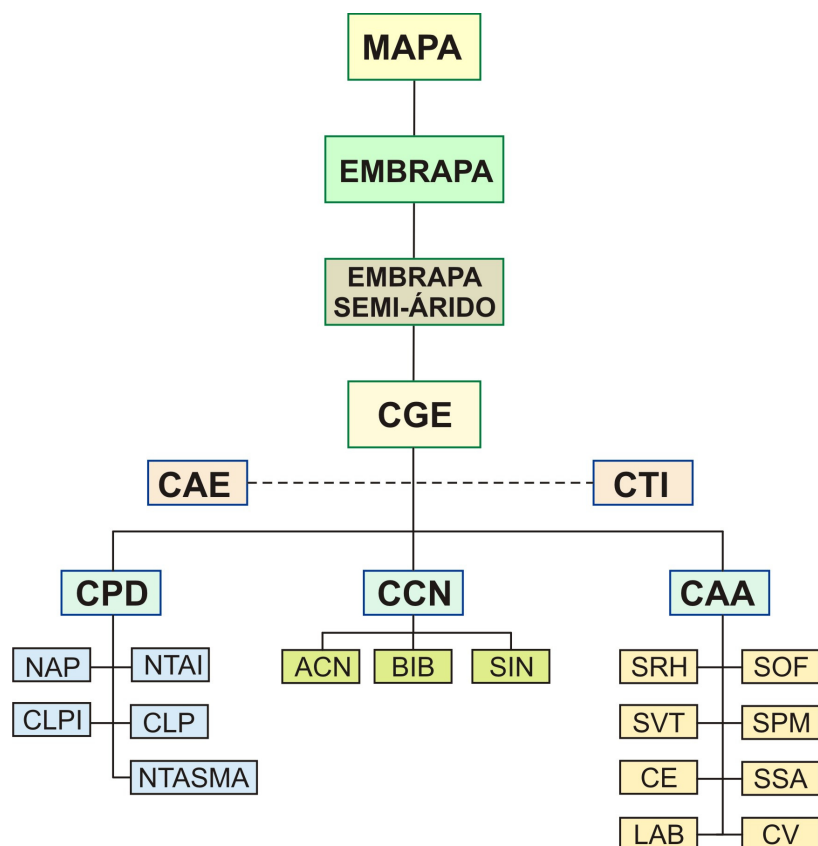 MAPA
EMBRAPA
EMBRAPA
SEMI-ÁRIDO
CGE
CAE
CTI
CPD
CCN
CAA
NAP
NTAI
CLPI
CLP
NTASMA
ACN
BIB
SIN
SRH
SOF
SVT
SPM
CE
SSA
LAB
CV